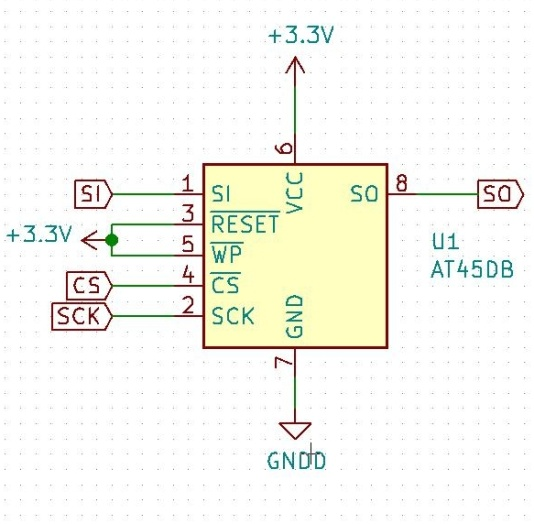 +3.3V
6
SI 1 SI VCC SO 8 SO
3 RESET
+3.3V
5 WP
U1
CS 4 CS
AT45DB
SCK 2 SCK GND
7
GNDD